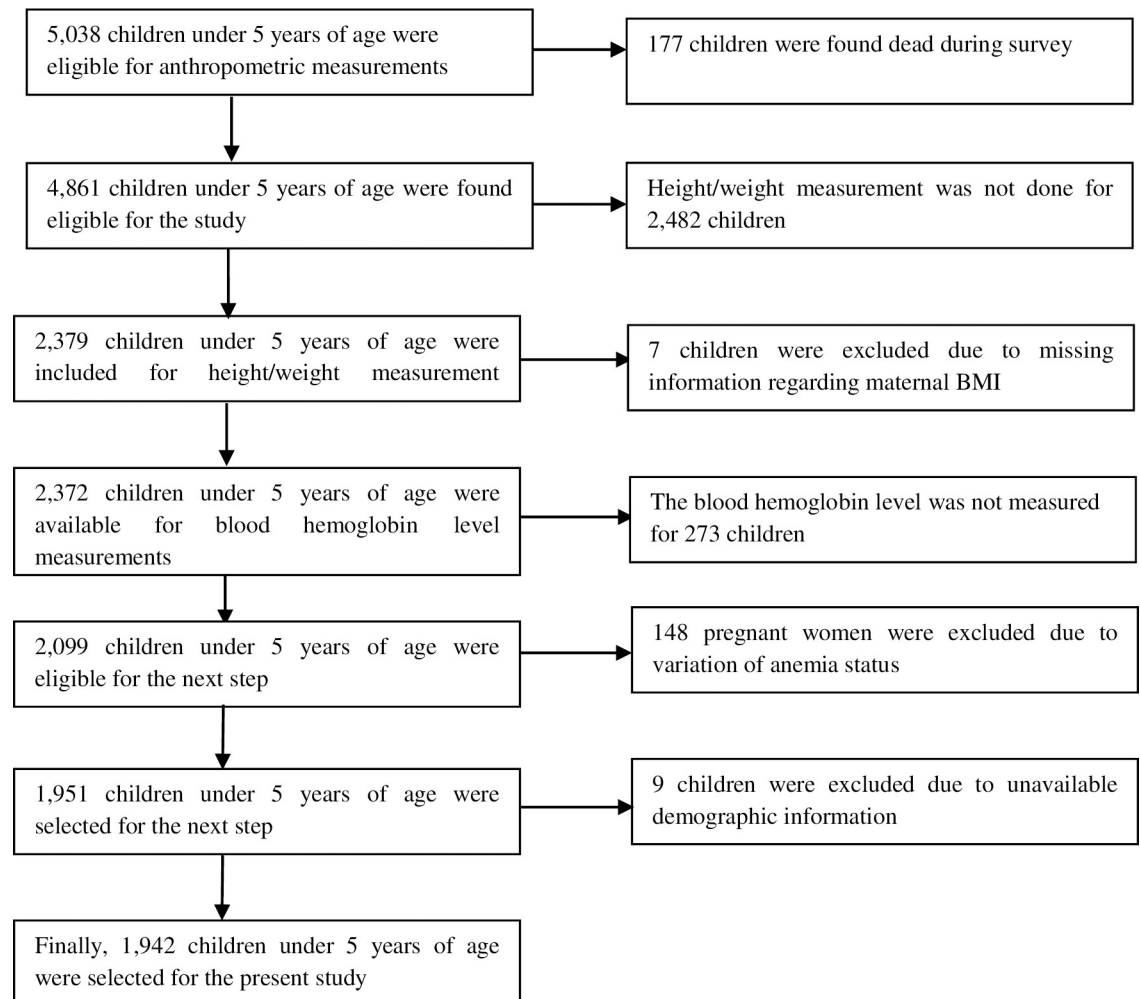 5,038 children under 5 years of age were
eligible for anthropometric measurements
177 children were found dead during survey
4,861 children under 5 years of age were found
eligible for the study
Height/weight measurement was not done for
2,482 children
2,379 children under 5 years of age were
included for height/weight measurement
7 children were excluded due to missing
information regarding maternal BMI
2,372 children under 5 years of age were
available for blood hemoglobin level
measurements
The blood hemoglobin level was not measured
for 273 children
2,099 children under 5 years of age were
eligible for the next step
148 pregnant women were excluded due to
variation of anemia status
1,951 children under 5 years of age were
selected for the next step
9 children were excluded due to unavailable
demographic information
Finally, 1,942 children under 5 years of age
were selected for the present study